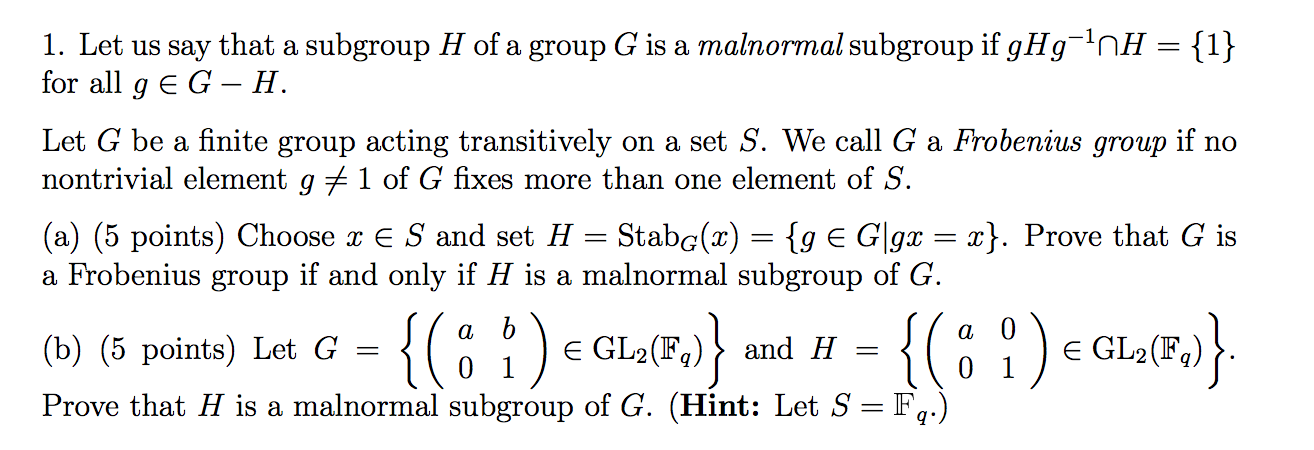 1. Let us say that a subgroup H of a group G is a malnormal subgroup if gHg⁻¹∩H = {1}
for all g ∈ G − H.
Let G be a finite group acting transitively on a set S. We call G a Frobenius group if no
nontrivial element g ≠ 1 of G fixes more than one element of S.
(a) (5 points) Choose x ∈ S and set H = Stab_G(x) = {g ∈ G|gx = x}. Prove that G is
a Frobenius group if and only if H is a malnormal subgroup of G.
(b) (5 points) Let G = { ( a b ; 0 1 ) ∈ GL₂(𝔽_q) } and H = { ( a 0 ; 0 1 ) ∈ GL₂(𝔽_q) }.
Prove that H is a malnormal subgroup of G. (Hint: Let S = 𝔽_q.)